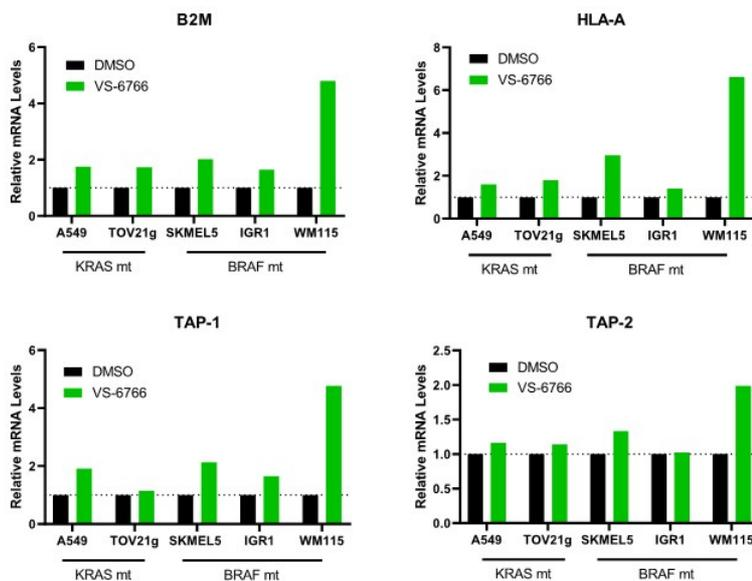 B2M
Relative mRNA Levels
6
4
2
0
DMSO
VS-6766
A549 TOV21g SKMEL5 IGR1 WM115
KRAS mt BRAF mt
HLA-A
Relative mRNA Levels
8
6
4
2
0
DMSO
VS-6766
A549 TOV21g SKMEL5 IGR1 WM115
KRAS mt BRAF mt
TAP-1
Relative mRNA Levels
6
4
2
0
DMSO
VS-6766
A549 TOV21g SKMEL5 IGR1 WM115
KRAS mt BRAF mt
TAP-2
Relative mRNA Levels
2.5
2.0
1.5
1.0
0.5
0.0
DMSO
VS-6766
A549 TOV21g SKMEL5 IGR1 WM115
KRAS mt BRAF mt